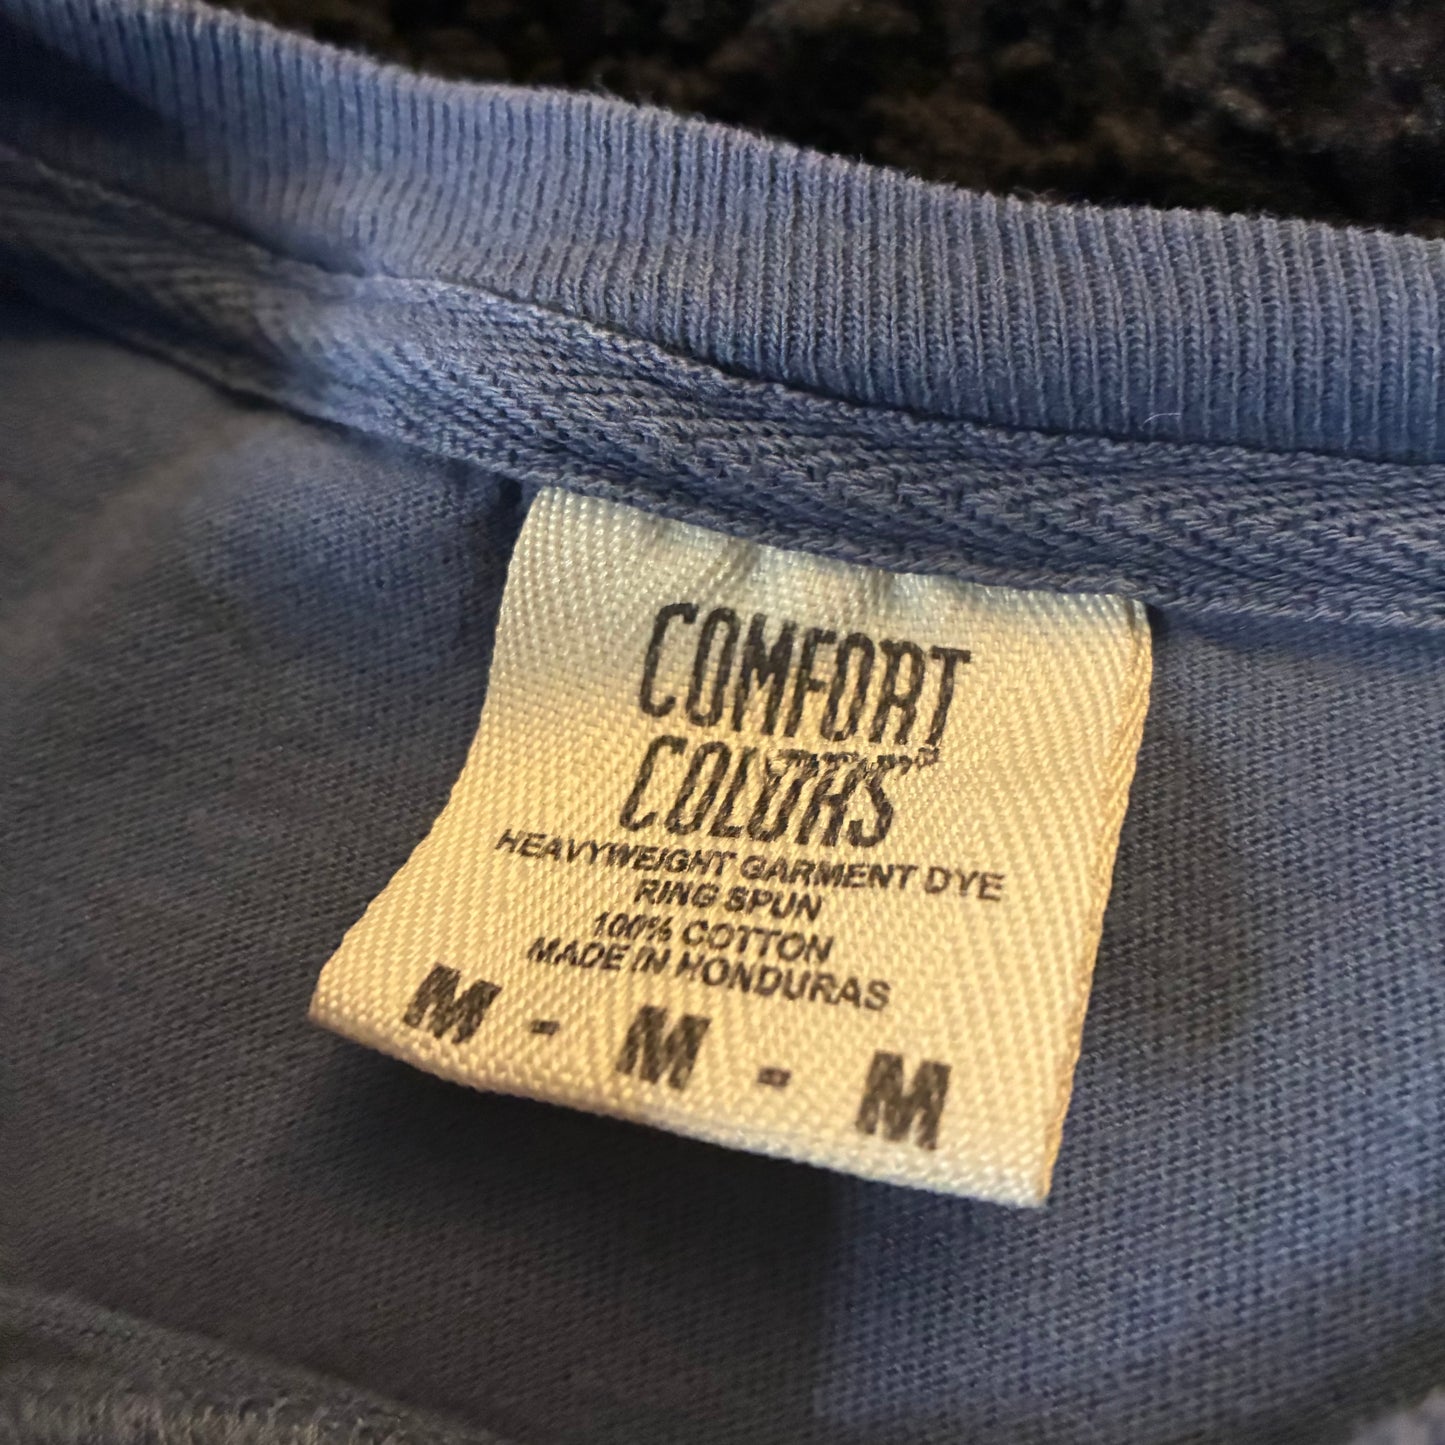 COMFORT
COLORS®
HEAVYWEIGHT GARMENT DYE
RING SPUN
100% COTTON
MADE IN HONDURAS
M - M - M